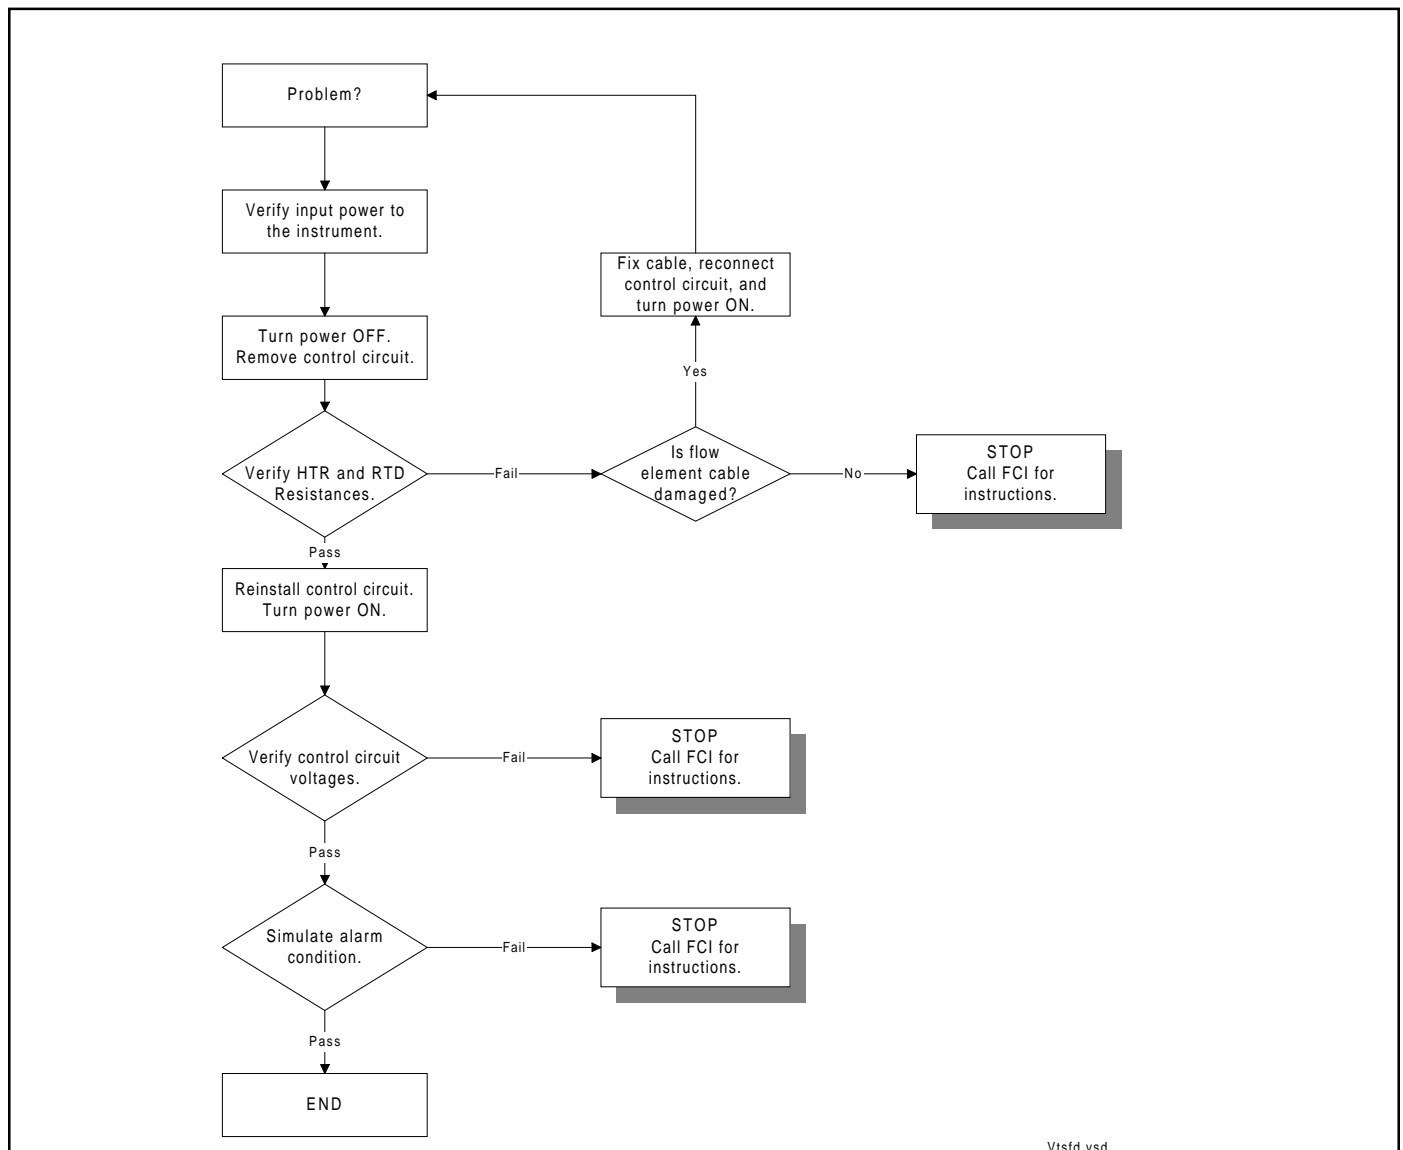 Problem?
Verify input power to
the instrument.
Fix cable, reconnect
control circuit, and
turn power ON.
Turn power OFF.
Remove control circuit.
Yes
Verify HTR and RTD
Resistances.
Fail
Is flow
element cable
damaged?
No
STOP
Call FCI for
instructions.
Pass
Reinstall control circuit.
Turn power ON.
Verify control circuit
voltages.
Fail
STOP
Call FCI for
instructions.
Pass
Simulate alarm
condition.
Fail
STOP
Call FCI for
instructions.
Pass
END
Vtsfd.vsd